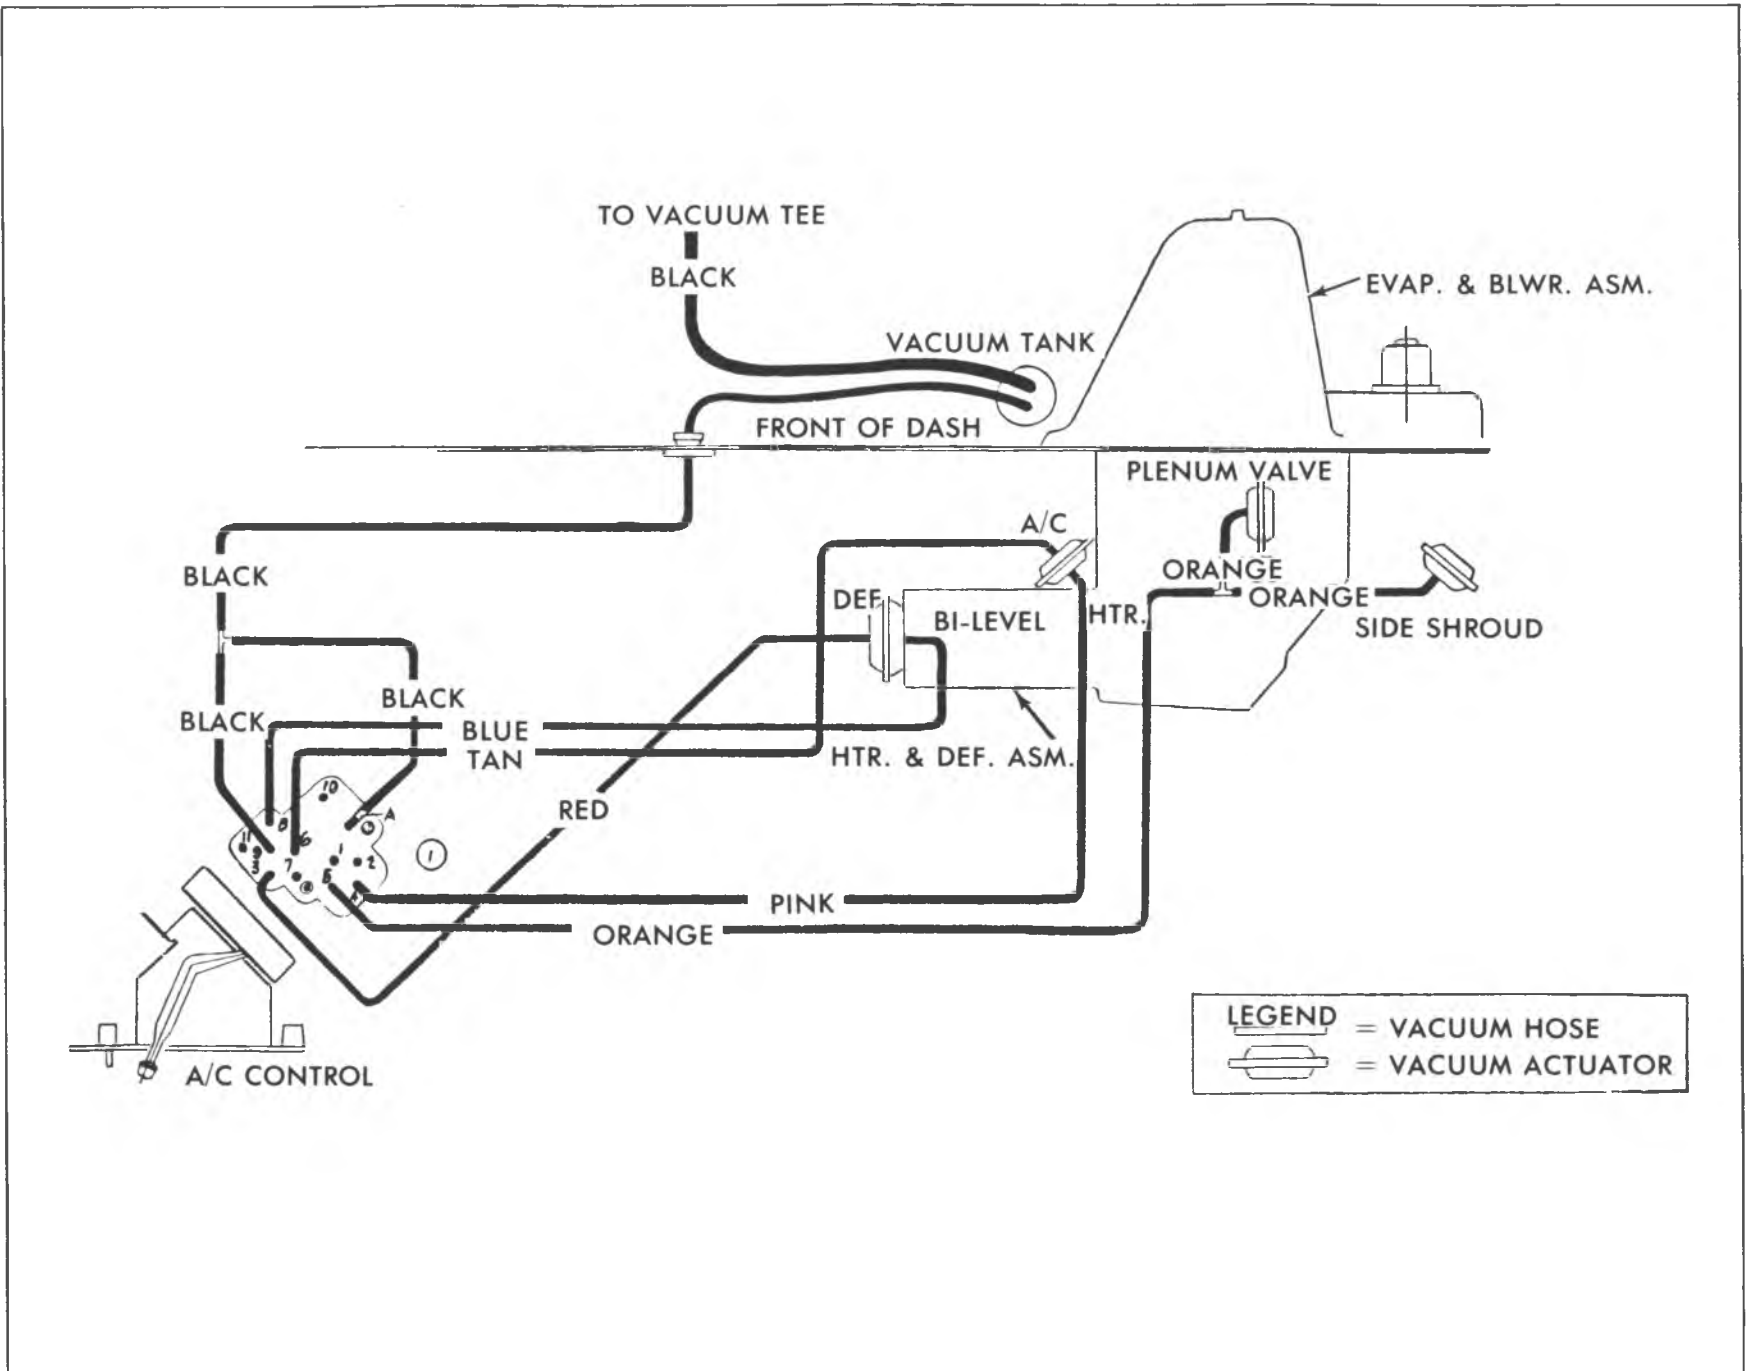 TO VACUUM TEE
BLACK
EVAP. & BLWR. ASM.
VACUUM TANK
FRONT OF DASH
PLENUM VALVE
A/C
BLACK
ORANGE
ORANGE
DEF.
BI-LEVEL
HTR.
SIDE SHROUD
BLACK
BLACK
BLUE
TAN
HTR. & DEF. ASM.
RED
10
A
8
11
6
9
1
2
3
7
5
1
PINK
ORANGE
LEGEND
= VACUUM HOSE
= VACUUM ACTUATOR
A/C CONTROL